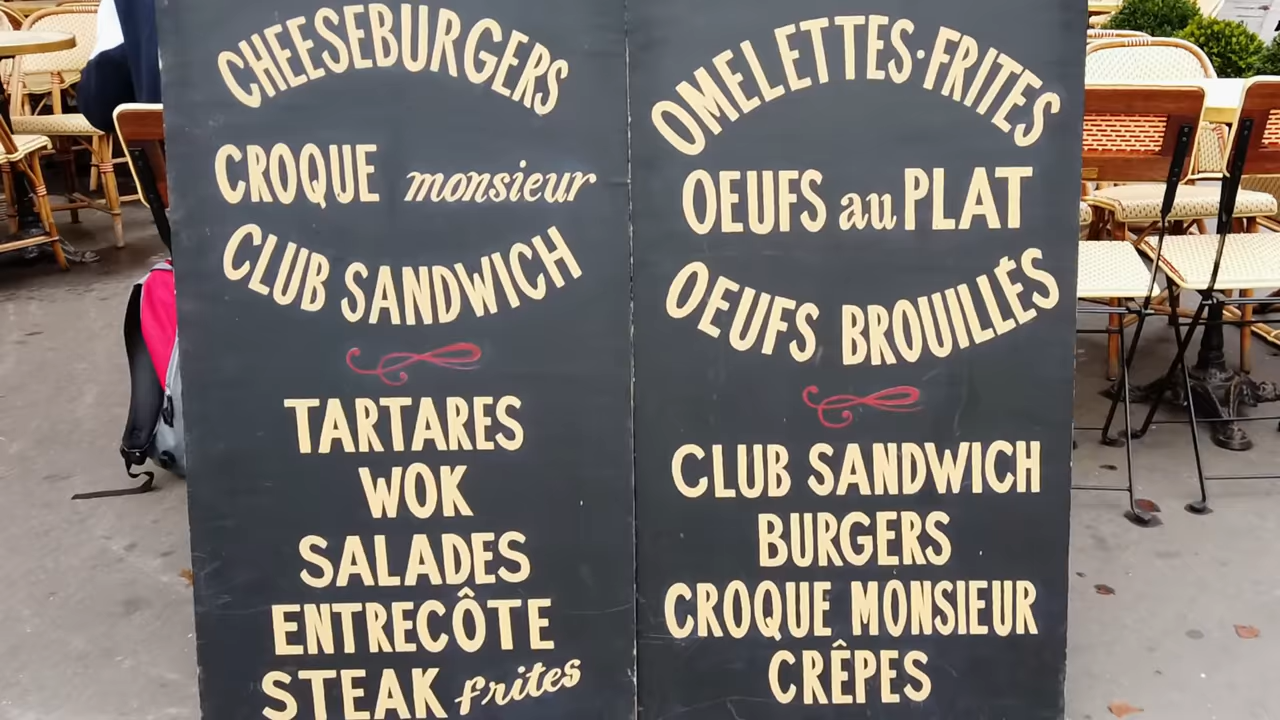 CHEESEBURGERS
CROQUE monsieur
CLUB SANDWICH
TARTARES
WOK
SALADES
ENTRECÔTE
STEAK frites
OMELETTES·FRITES
OEUFS au PLAT
OEUFS BROUILLÉS
CLUB SANDWICH
BURGERS
CROQUE MONSIEUR
CRÊPES